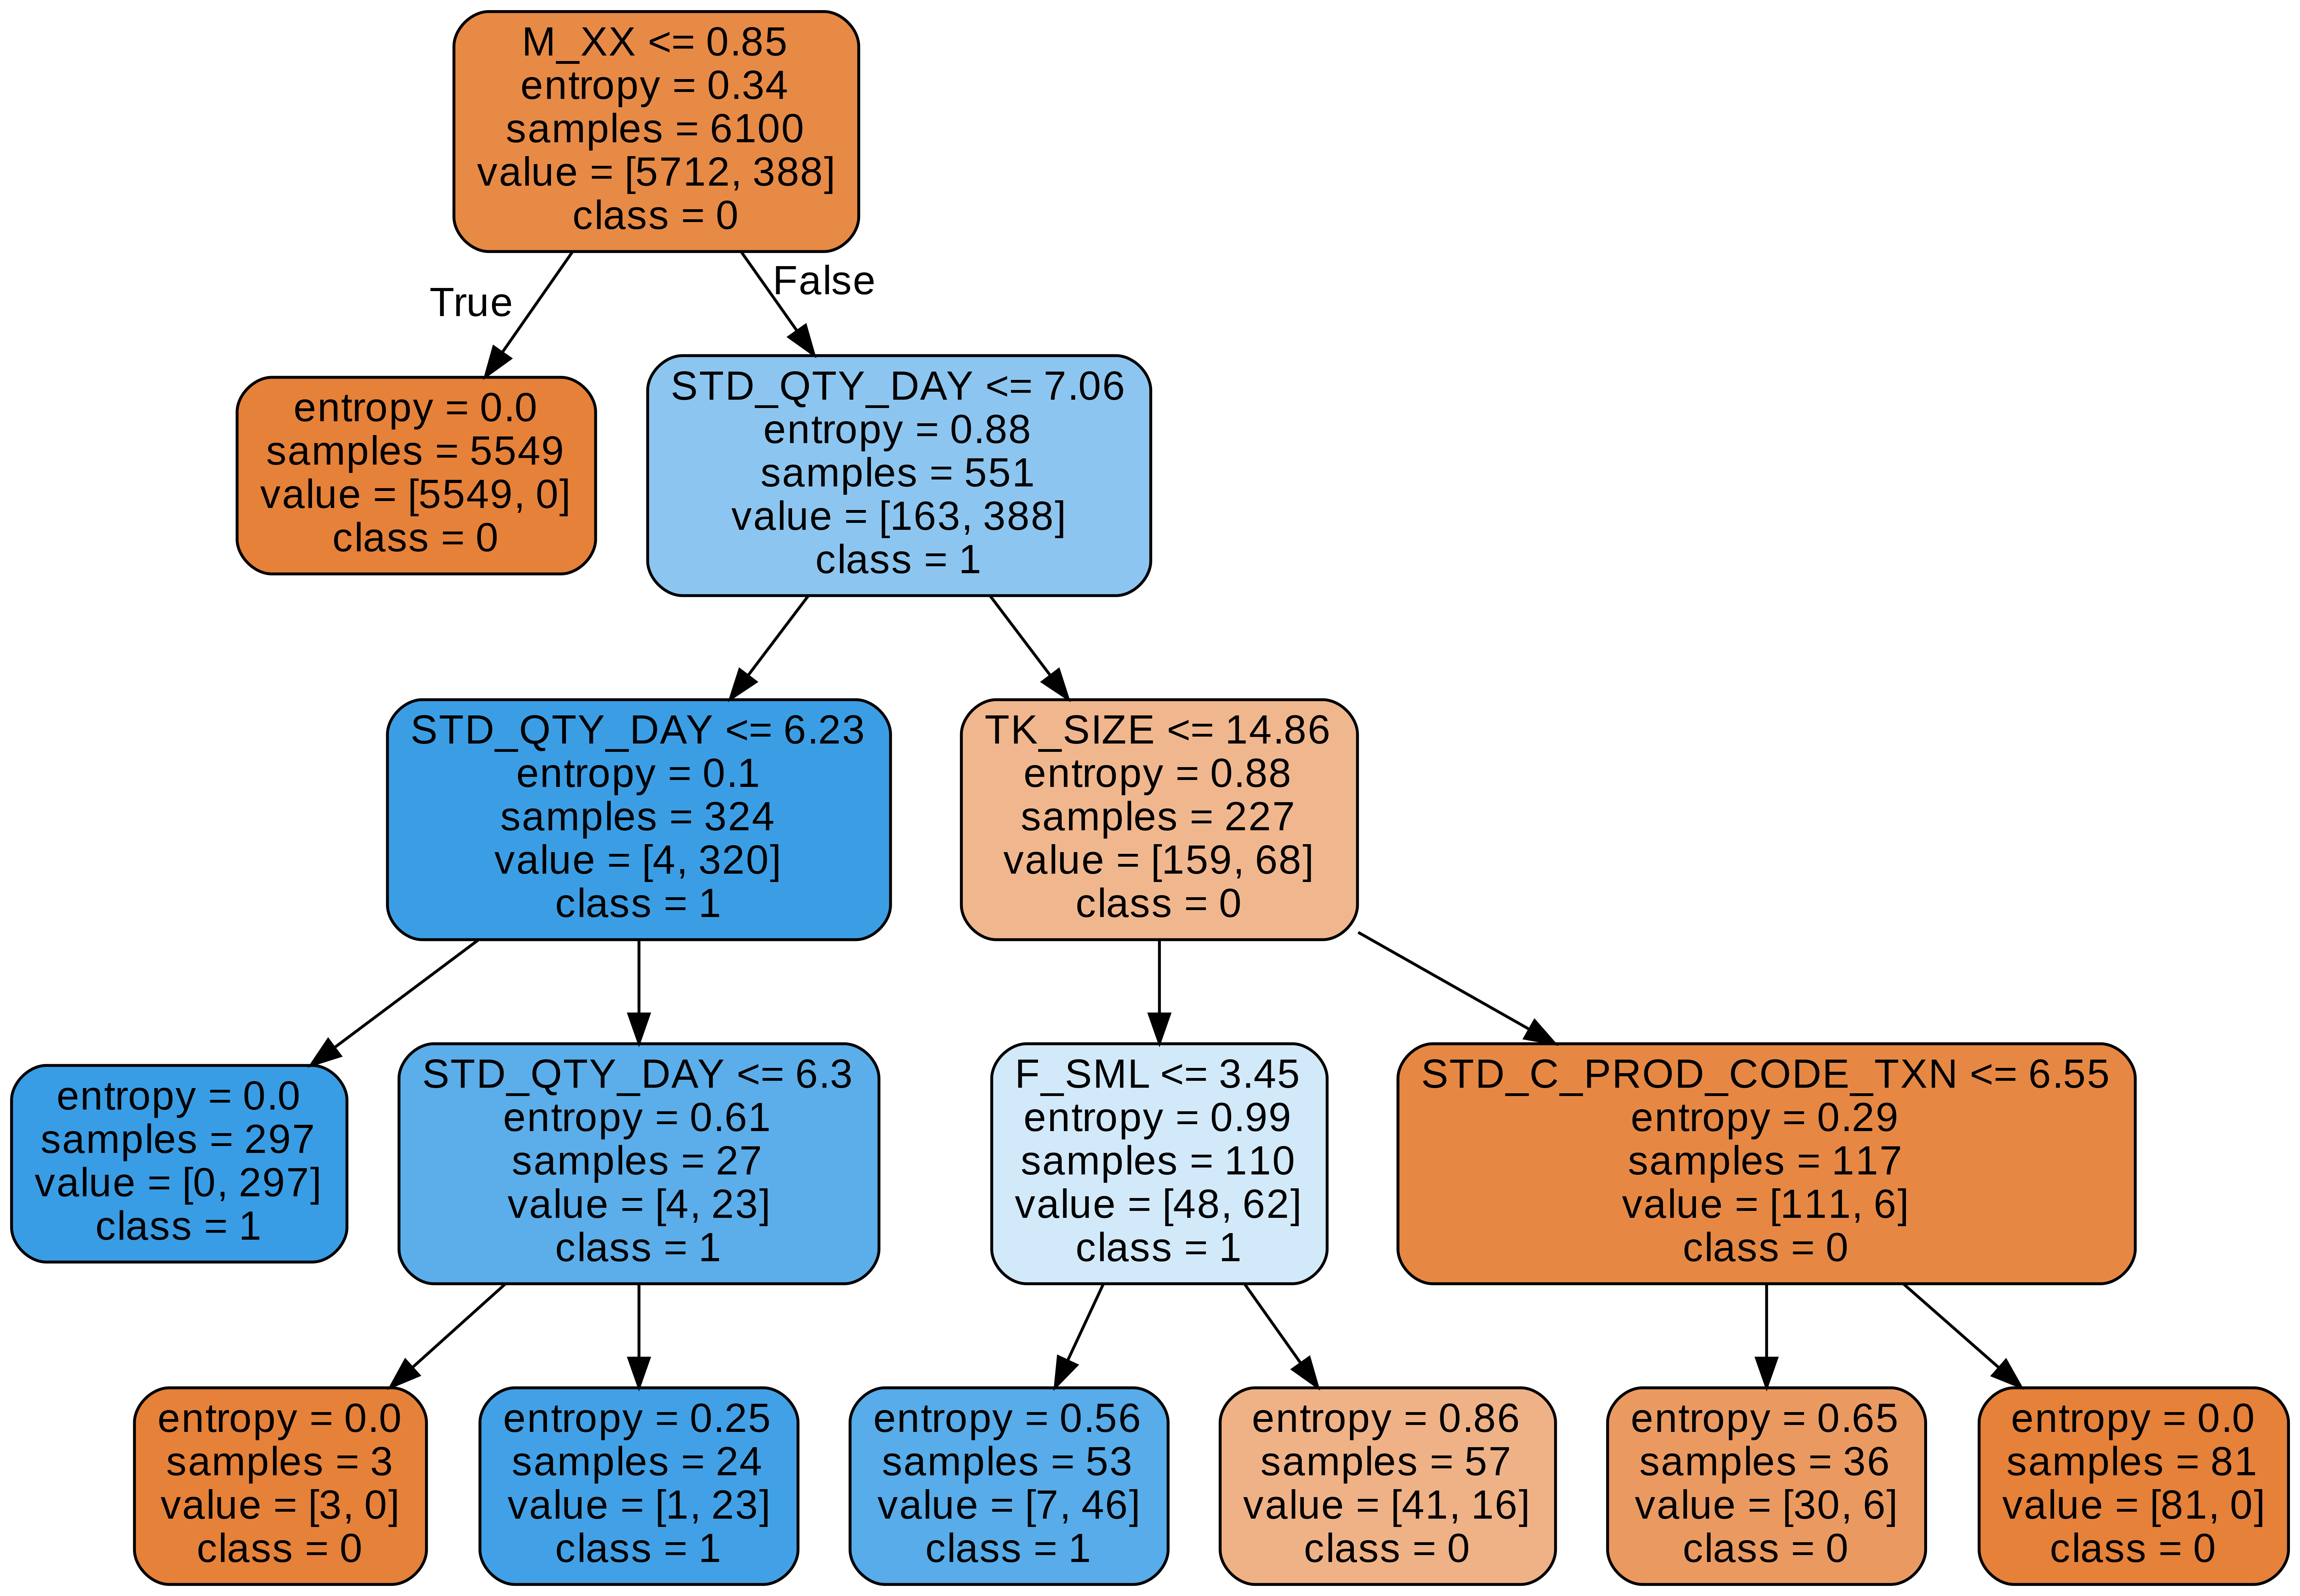 M_XX <= 0.85
entropy = 0.34
samples = 6100
value = [5712, 388]
class = 0
True
False
entropy = 0.0
samples = 5549
value = [5549, 0]
class = 0
STD_QTY_DAY <= 7.06
entropy = 0.88
samples = 551
value = [163, 388]
class = 1
STD_QTY_DAY <= 6.23
entropy = 0.1
samples = 324
value = [4, 320]
class = 1
TK_SIZE <= 14.86
entropy = 0.88
samples = 227
value = [159, 68]
class = 0
entropy = 0.0
samples = 297
value = [0, 297]
class = 1
STD_QTY_DAY <= 6.3
entropy = 0.61
samples = 27
value = [4, 23]
class = 1
F_SML <= 3.45
entropy = 0.99
samples = 110
value = [48, 62]
class = 1
STD_C_PROD_CODE_TXN <= 6.55
entropy = 0.29
samples = 117
value = [111, 6]
class = 0
entropy = 0.0
samples = 3
value = [3, 0]
class = 0
entropy = 0.25
samples = 24
value = [1, 23]
class = 1
entropy = 0.56
samples = 53
value = [7, 46]
class = 1
entropy = 0.86
samples = 57
value = [41, 16]
class = 0
entropy = 0.65
samples = 36
value = [30, 6]
class = 0
entropy = 0.0
samples = 81
value = [81, 0]
class = 0